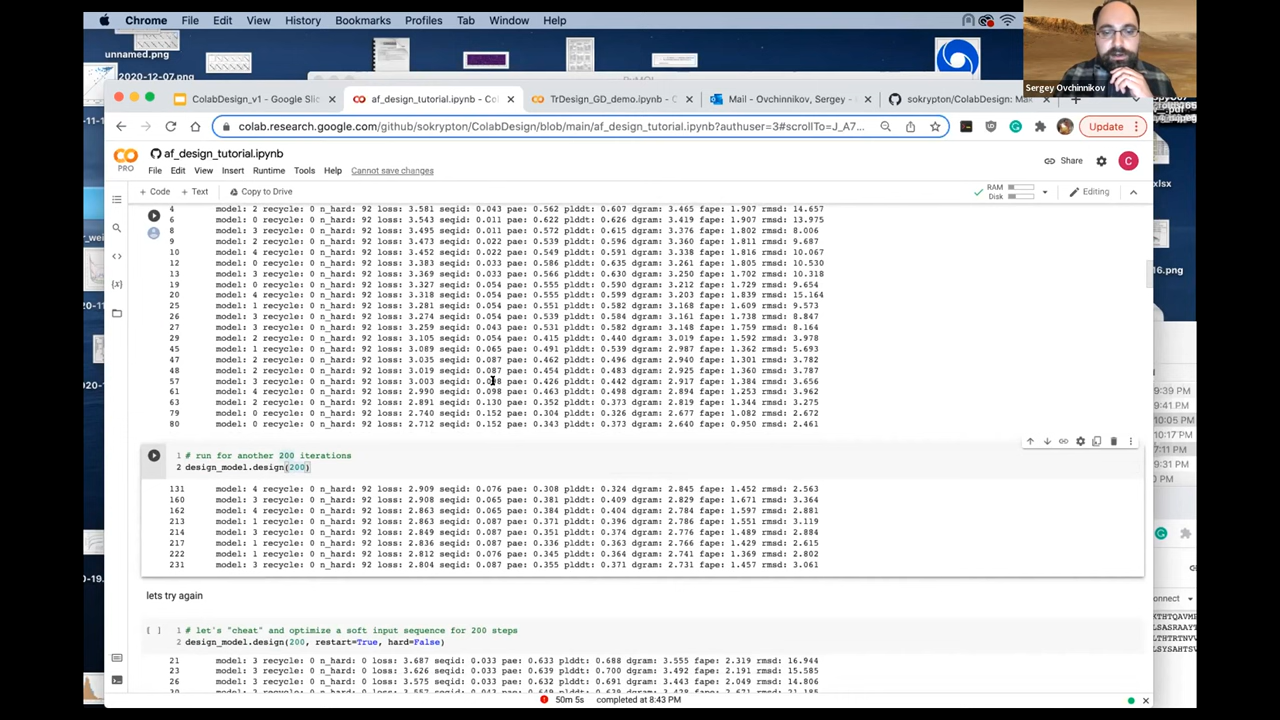 Chrome File Edit View History Bookmarks Profiles Tab Window Help
unnamed.png
2020-12-07.png
Sergey Ovchinnikov
ColabDesign_v1 - Google Slic
af_design_tutorial.ipynb - Co
TrDesign_GD_demo.ipynb - C
Mail - Ovchinnikov, Sergey -
sokrypton/ColabDesign: Ma
colab.research.google.com/github/sokrypton/ColabDesign/blob/main/af_design_tutorial.ipynb?authuser=3#scrollTo=J_A7...
Update
PRO
af_design_tutorial.ipynb
File Edit View Insert Runtime Tools Help Cannot save changes
Share
C
+ Code + Text Copy to Drive
RAM
Disk
Editing
4 model: 2 recycle: 0 n_hard: 92 loss: 3.581 seqid: 0.043 pae: 0.562 plddt: 0.607 dgram: 3.465 fape: 1.907 rmsd: 14.657
6 model: 0 recycle: 0 n_hard: 92 loss: 3.543 seqid: 0.011 pae: 0.622 plddt: 0.626 dgram: 3.419 fape: 1.907 rmsd: 13.975
8 model: 3 recycle: 0 n_hard: 92 loss: 3.495 seqid: 0.011 pae: 0.572 plddt: 0.615 dgram: 3.376 fape: 1.802 rmsd: 8.006
9 model: 2 recycle: 0 n_hard: 92 loss: 3.473 seqid: 0.022 pae: 0.539 plddt: 0.596 dgram: 3.360 fape: 1.811 rmsd: 9.687
10 model: 4 recycle: 0 n_hard: 92 loss: 3.452 seqid: 0.022 pae: 0.549 plddt: 0.591 dgram: 3.338 fape: 1.816 rmsd: 10.067
12 model: 0 recycle: 0 n_hard: 92 loss: 3.383 seqid: 0.033 pae: 0.586 plddt: 0.635 dgram: 3.261 fape: 1.805 rmsd: 10.530
13 model: 3 recycle: 0 n_hard: 92 loss: 3.369 seqid: 0.033 pae: 0.566 plddt: 0.630 dgram: 3.250 fape: 1.702 rmsd: 10.318
19 model: 0 recycle: 0 n_hard: 92 loss: 3.327 seqid: 0.054 pae: 0.555 plddt: 0.590 dgram: 3.212 fape: 1.729 rmsd: 9.654
20 model: 4 recycle: 0 n_hard: 92 loss: 3.318 seqid: 0.054 pae: 0.555 plddt: 0.599 dgram: 3.203 fape: 1.839 rmsd: 15.164
25 model: 1 recycle: 0 n_hard: 92 loss: 3.281 seqid: 0.054 pae: 0.551 plddt: 0.582 dgram: 3.168 fape: 1.609 rmsd: 9.573
26 model: 3 recycle: 0 n_hard: 92 loss: 3.274 seqid: 0.054 pae: 0.539 plddt: 0.584 dgram: 3.161 fape: 1.738 rmsd: 8.847
27 model: 3 recycle: 0 n_hard: 92 loss: 3.259 seqid: 0.043 pae: 0.531 plddt: 0.582 dgram: 3.148 fape: 1.759 rmsd: 8.164
29 model: 2 recycle: 0 n_hard: 92 loss: 3.105 seqid: 0.054 pae: 0.415 plddt: 0.440 dgram: 3.019 fape: 1.592 rmsd: 3.978
45 model: 1 recycle: 0 n_hard: 92 loss: 3.089 seqid: 0.065 pae: 0.491 plddt: 0.539 dgram: 2.987 fape: 1.362 rmsd: 5.693
47 model: 2 recycle: 0 n_hard: 92 loss: 3.035 seqid: 0.087 pae: 0.462 plddt: 0.496 dgram: 2.940 fape: 1.301 rmsd: 3.782
48 model: 2 recycle: 0 n_hard: 92 loss: 3.019 seqid: 0.087 pae: 0.454 plddt: 0.483 dgram: 2.925 fape: 1.360 rmsd: 3.787
57 model: 3 recycle: 0 n_hard: 92 loss: 3.003 seqid: pae: 0.426 plddt: 0.442 dgram: 2.917 fape: 1.384 rmsd: 3.656
61 model: 4 recycle: 0 n_hard: 92 loss: 2.990 seqid: 0.098 pae: 0.463 plddt: 0.498 dgram: 2.894 fape: 1.253 rmsd: 3.962
63 model: 2 recycle: 0 n_hard: 92 loss: 2.891 seqid: 0.130 pae: 0.352 plddt: 0.373 dgram: 2.819 fape: 1.344 rmsd: 3.275
79 model: 0 recycle: 0 n_hard: 92 loss: 2.740 seqid: 0.152 pae: 0.304 plddt: 0.326 dgram: 2.677 fape: 1.082 rmsd: 2.672
80 model: 0 recycle: 0 n_hard: 92 loss: 2.712 seqid: 0.152 pae: 0.343 plddt: 0.373 dgram: 2.640 fape: 0.950 rmsd: 2.461
1 # run for another 200 iterations
2 design_model.design(200)
131 model: 4 recycle: 0 n_hard: 92 loss: 2.909 seqid: 0.076 pae: 0.308 plddt: 0.324 dgram: 2.845 fape: 1.452 rmsd: 2.563
160 model: 3 recycle: 0 n_hard: 92 loss: 2.908 seqid: 0.065 pae: 0.381 plddt: 0.409 dgram: 2.829 fape: 1.671 rmsd: 3.364
162 model: 4 recycle: 0 n_hard: 92 loss: 2.863 seqid: 0.065 pae: 0.384 plddt: 0.404 dgram: 2.784 fape: 1.597 rmsd: 2.881
213 model: 1 recycle: 0 n_hard: 92 loss: 2.863 seqid: 0.087 pae: 0.371 plddt: 0.396 dgram: 2.786 fape: 1.551 rmsd: 3.119
214 model: 3 recycle: 0 n_hard: 92 loss: 2.849 seqid: 0.087 pae: 0.351 plddt: 0.374 dgram: 2.776 fape: 1.489 rmsd: 2.884
217 model: 1 recycle: 0 n_hard: 92 loss: 2.836 seqid: 0.087 pae: 0.336 plddt: 0.363 dgram: 2.766 fape: 1.429 rmsd: 2.615
222 model: 1 recycle: 0 n_hard: 92 loss: 2.812 seqid: 0.076 pae: 0.345 plddt: 0.364 dgram: 2.741 fape: 1.369 rmsd: 2.802
231 model: 3 recycle: 0 n_hard: 92 loss: 2.804 seqid: 0.087 pae: 0.355 plddt: 0.371 dgram: 2.731 fape: 1.457 rmsd: 3.061
lets try again
[ ] 1 # let's "cheat" and optimize a soft input sequence for 200 steps
2 design_model.design(200, restart=True, hard=False)
21 model: 3 recycle: 0 n_hard: 0 loss: 3.687 seqid: 0.033 pae: 0.633 plddt: 0.688 dgram: 3.555 fape: 2.319 rmsd: 16.944
23 model: 3 recycle: 0 n_hard: 0 loss: 3.626 seqid: 0.033 pae: 0.639 plddt: 0.700 dgram: 3.492 fape: 2.191 rmsd: 15.585
26 model: 3 recycle: 0 n_hard: 0 loss: 3.575 seqid: 0.033 pae: 0.632 plddt: 0.691 dgram: 3.443 fape: 2.049 rmsd: 14.806
50m 5s completed at 8:43 PM
xlsx
16.png
9:39 PM
9:41 PM
10:05 PM
10:17 PM
7:11 PM
9:31 PM
onnect